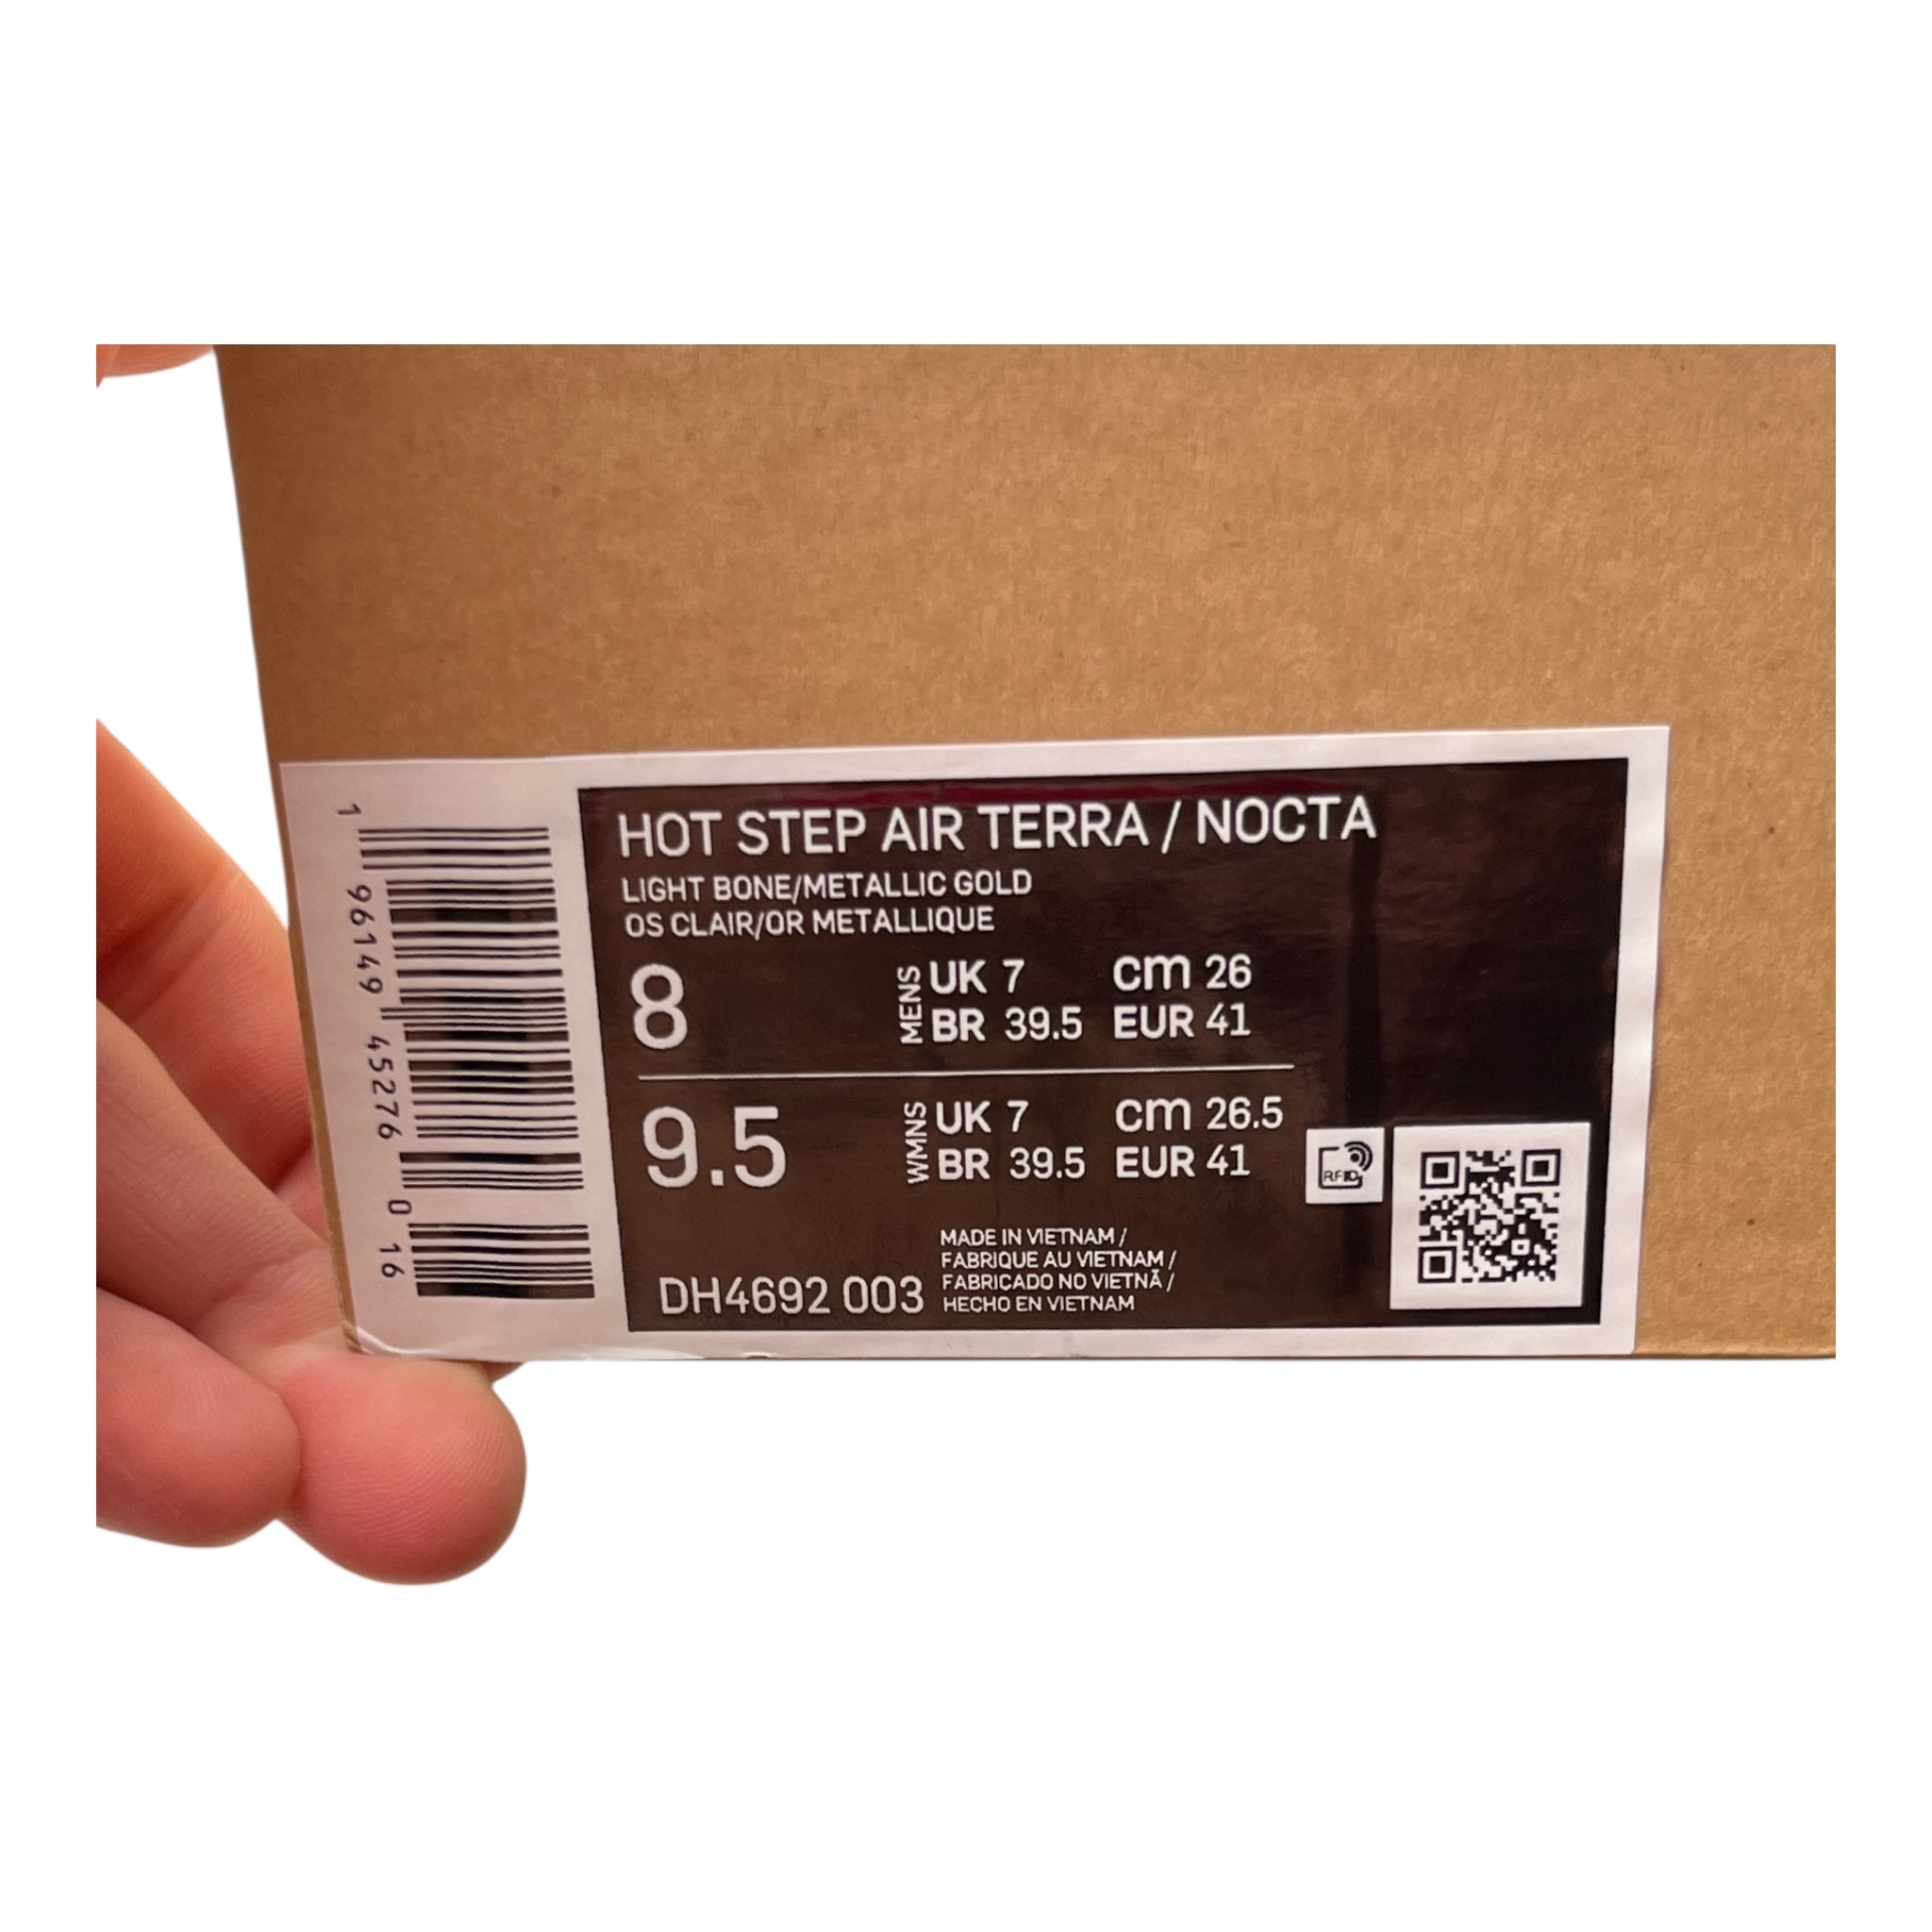 HOT STEP AIR TERRA / NOCTA
LIGHT BONE/METALLIC GOLD
OS CLAIR/OR METALLIQUE
8 MENS UK 7 cm 26
BR 39.5 EUR 41
9.5 WMNS UK 7 cm 26.5
BR 39.5 EUR 41
RFID
MADE IN VIETNAM /
FABRIQUE AU VIETNAM /
FABRICADO NO VIETNÃ /
HECHO EN VIETNAM
DH4692 003
1 96149 45276 0 16